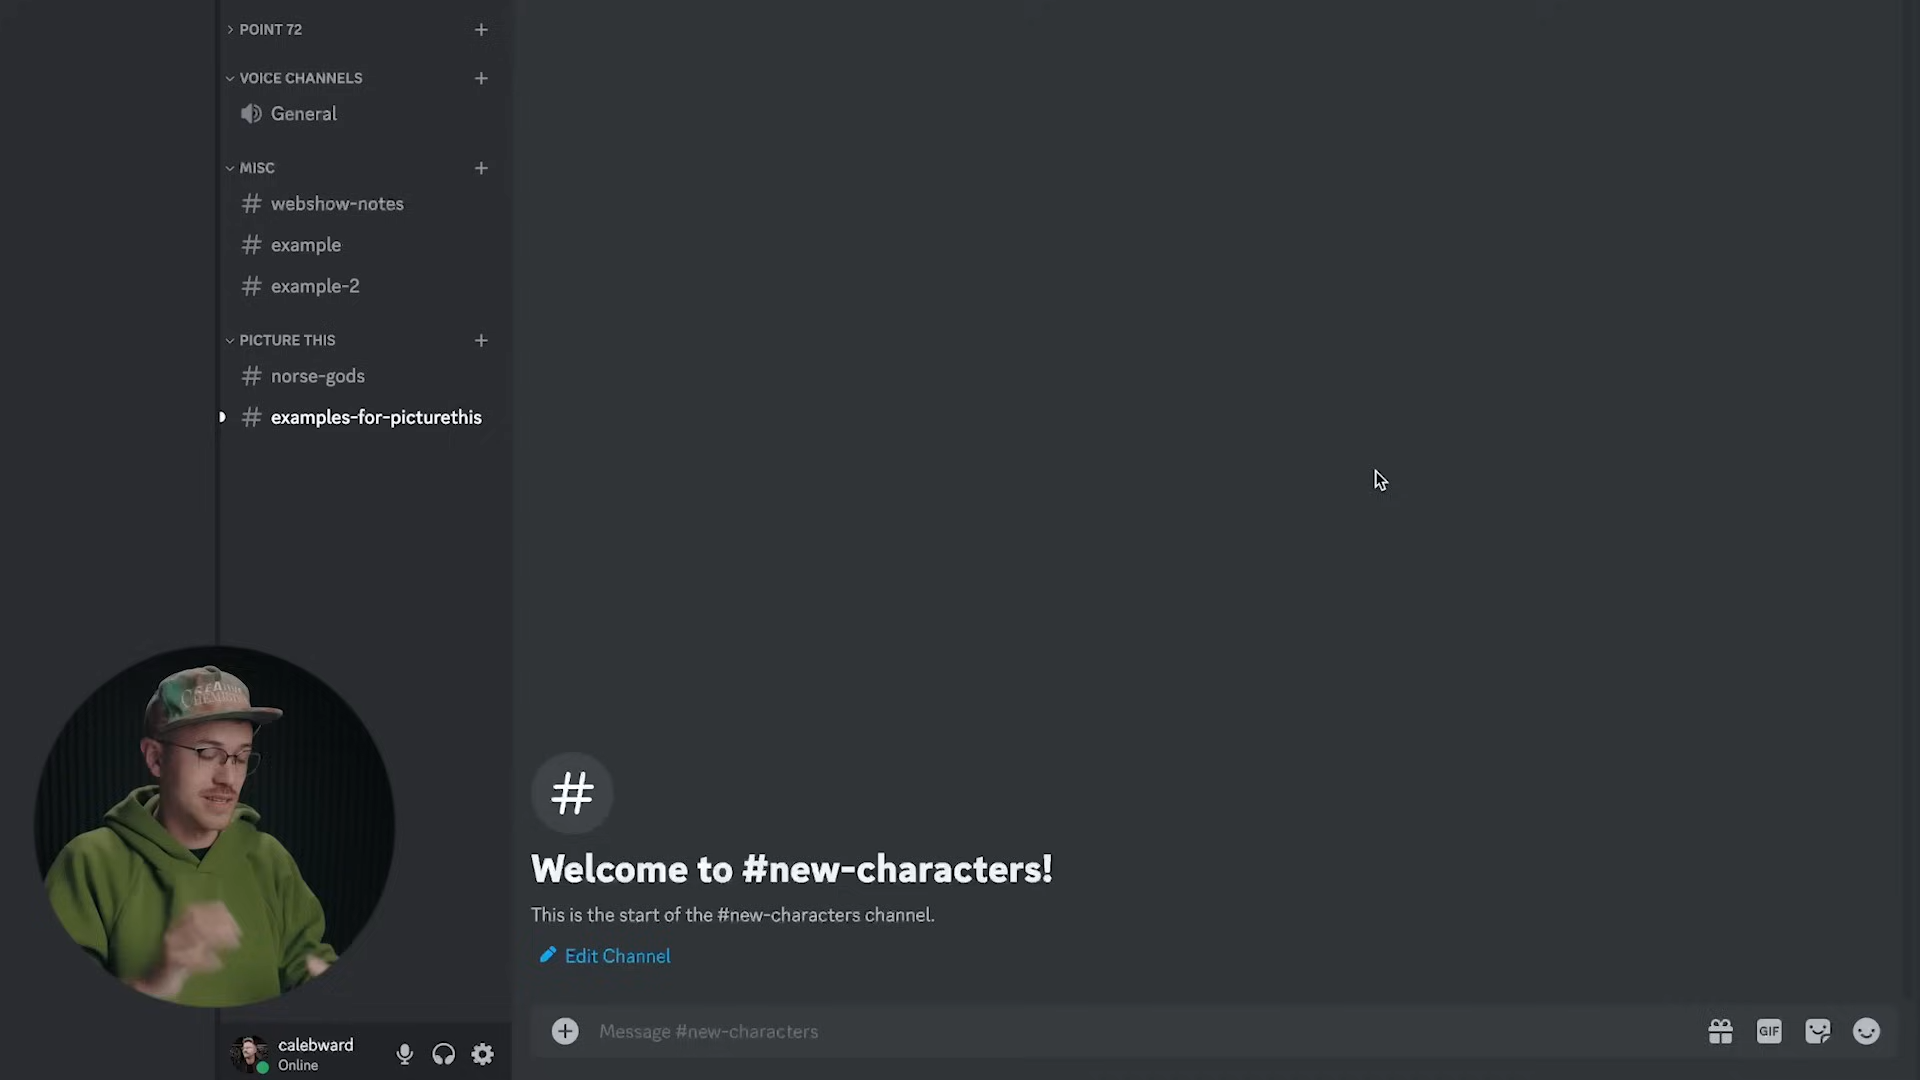 POINT 72
VOICE CHANNELS
General
MISC
webshow-notes
example
example-2
PICTURE THIS
norse-gods
examples-for-picturethis
CREATIVE
CHEMISTRY
Welcome to #new-characters!
This is the start of the #new-characters channel.
Edit Channel
Message #new-characters
GIF
calebward
Online